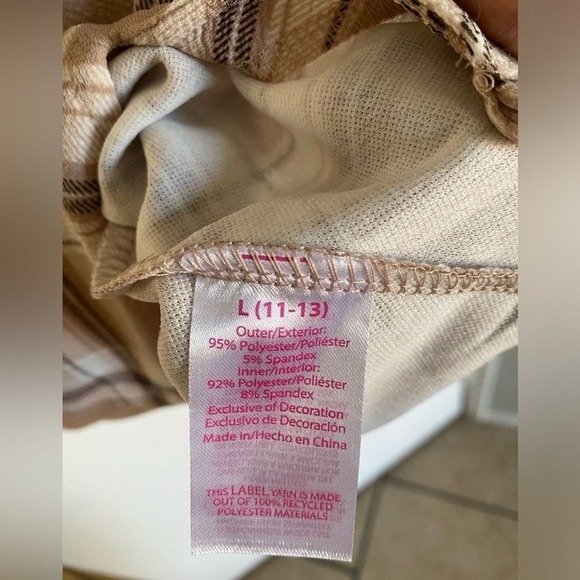 L (11-13)
Outer/Exterior:
95% Polyester/Poliéster
5% Spandex
Inner/Interior:
92% Polyester/Poliéster
8% Spandex
Exclusive of Decoration
Exclusivo de Decoración
Made in/Hecho en China
THIS LABEL YARN IS MADE
OUT OF 100% RECYCLED
POLYESTER MATERIALS